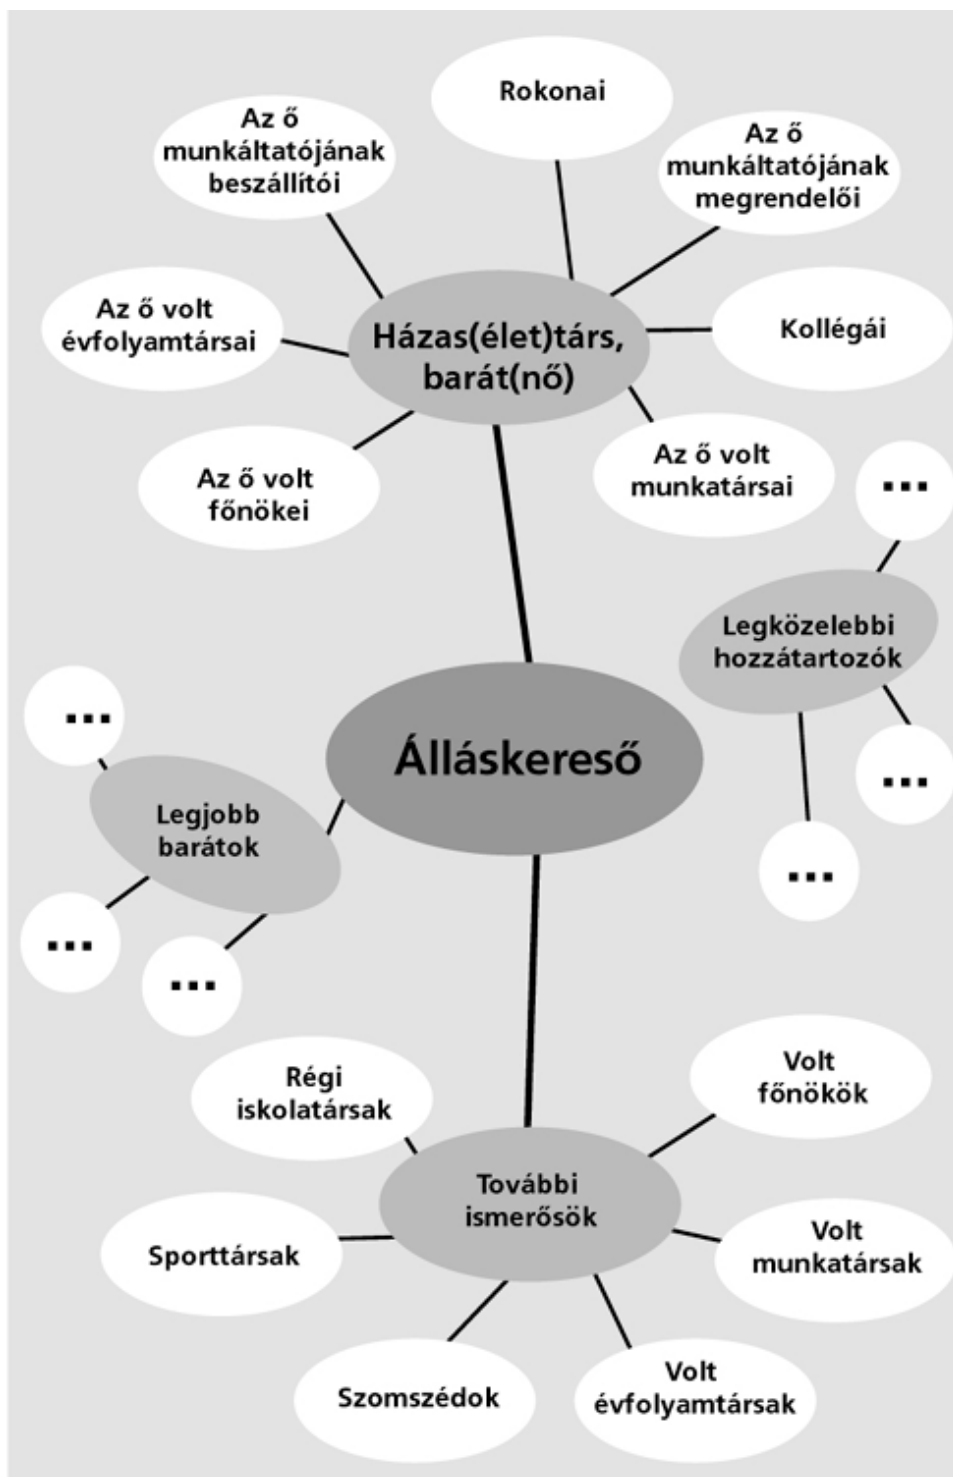 Rokonai
Az ő
munkáltatójának
beszállítói
Az ő
munkáltatójának
megrendelői
Az ő volt
évfolyamtársai
Házas(élet)társ,
barát(nő)
Kollégái
Az ő volt
főnökei
Az ő volt
munkatársai
...
Legközelebbi
hozzátartozók
...
Álláskereső
...
Legjobb
barátok
...
...
...
Régi
iskolatársak
Volt
főnökök
További
ismerősök
Sporttársak
Volt
munkatársak
Szomszédok
Volt
évfolyamtársak